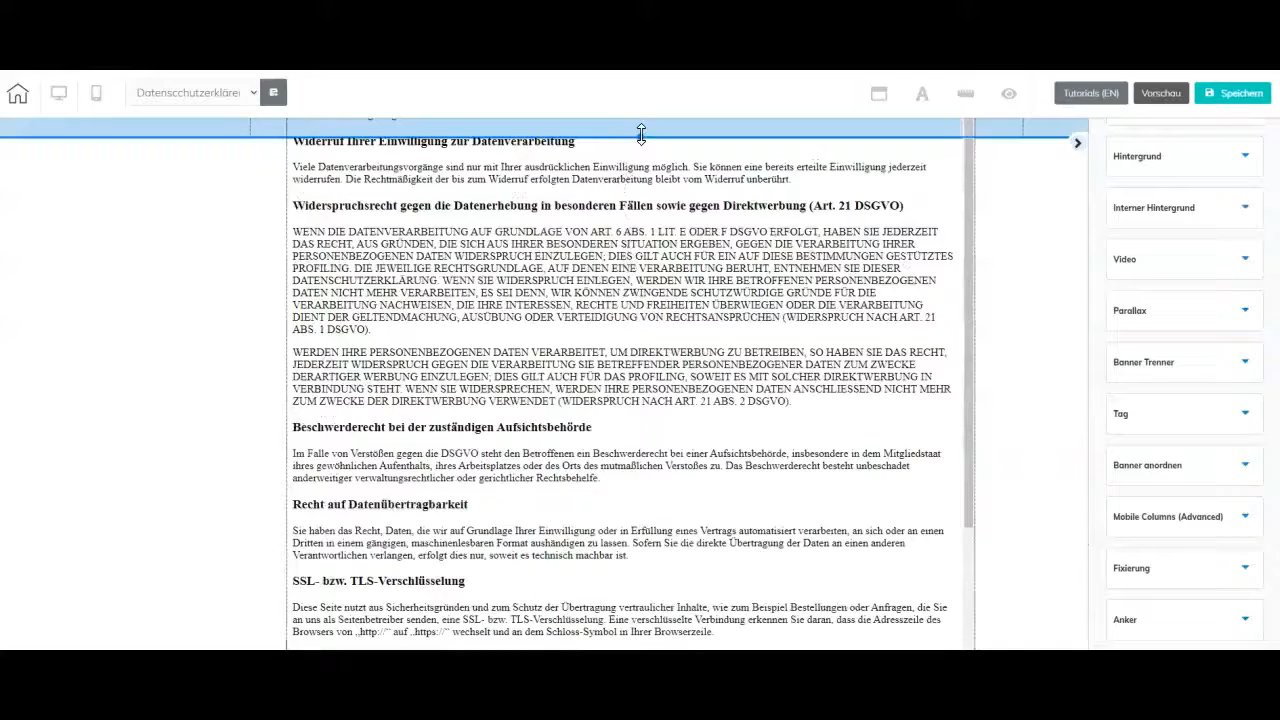 Datenscchutzerkläre
Tutorials (EN)
Vorschau
Speichern
Widerruf Ihrer Einwilligung zur Datenverarbeitung
Viele Datenverarbeitungsvorgänge sind nur mit Ihrer ausdrücklichen Einwilligung möglich. Sie können eine bereits erteilte Einwilligung jederzeit
widerrufen. Die Rechtmäßigkeit der bis zum Widerruf erfolgten Datenverarbeitung bleibt vom Widerruf unberührt.
Widerspruchsrecht gegen die Datenerhebung in besonderen Fällen sowie gegen Direktwerbung (Art. 21 DSGVO)
WENN DIE DATENVERARBEITUNG AUF GRUNDLAGE VON ART. 6 ABS. 1 LIT. E ODER F DSGVO ERFOLGT, HABEN SIE JEDERZEIT
DAS RECHT, AUS GRÜNDEN, DIE SICH AUS IHRER BESONDEREN SITUATION ERGEBEN, GEGEN DIE VERARBEITUNG IHRER
PERSONENBEZOGENEN DATEN WIDERSPRUCH EINZULEGEN; DIES GILT AUCH FÜR EIN AUF DIESE BESTIMMUNGEN GESTÜTZTES
PROFILING. DIE JEWEILIGE RECHTSGRUNDLAGE, AUF DENEN EINE VERARBEITUNG BERUHT, ENTNEHMEN SIE DIESER
DATENSCHUTZERKLÄRUNG. WENN SIE WIDERSPRUCH EINLEGEN, WERDEN WIR IHRE BETROFFENEN PERSONENBEZOGENEN
DATEN NICHT MEHR VERARBEITEN, ES SEI DENN, WIR KÖNNEN ZWINGENDE SCHUTZWÜRDIGE GRÜNDE FÜR DIE
VERARBEITUNG NACHWEISEN, DIE IHRE INTERESSEN, RECHTE UND FREIHEITEN ÜBERWIEGEN ODER DIE VERARBEITUNG
DIENT DER GELTENDMACHUNG, AUSÜBUNG ODER VERTEIDIGUNG VON RECHTSANSPRÜCHEN (WIDERSPRUCH NACH ART. 21
ABS. 1 DSGVO).
WERDEN IHRE PERSONENBEZOGENEN DATEN VERARBEITET, UM DIREKTWERBUNG ZU BETREIBEN, SO HABEN SIE DAS RECHT,
JEDERZEIT WIDERSPRUCH GEGEN DIE VERARBEITUNG SIE BETREFFENDER PERSONENBEZOGENER DATEN ZUM ZWECKE
DERARTIGER WERBUNG EINZULEGEN; DIES GILT AUCH FÜR DAS PROFILING, SOWEIT ES MIT SOLCHER DIREKTWERBUNG IN
VERBINDUNG STEHT. WENN SIE WIDERSPRECHEN, WERDEN IHRE PERSONENBEZOGENEN DATEN ANSCHLIESSEND NICHT MEHR
ZUM ZWECKE DER DIREKTWERBUNG VERWENDET (WIDERSPRUCH NACH ART. 21 ABS. 2 DSGVO).
Beschwerderecht bei der zuständigen Aufsichtsbehörde
Im Falle von Verstößen gegen die DSGVO steht den Betroffenen ein Beschwerderecht bei einer Aufsichtsbehörde, insbesondere in dem Mitgliedstaat
ihres gewöhnlichen Aufenthalts, ihres Arbeitsplatzes oder des Orts des mutmaßlichen Verstoßes zu. Das Beschwerderecht besteht unbeschadet
anderweitiger verwaltungsrechtlicher oder gerichtlicher Rechtsbehelfe.
Recht auf Datenübertragbarkeit
Sie haben das Recht, Daten, die wir auf Grundlage Ihrer Einwilligung oder in Erfüllung eines Vertrags automatisiert verarbeiten, an sich oder an einen
Dritten in einem gängigen, maschinenlesbaren Format aushändigen zu lassen. Sofern Sie die direkte Übertragung der Daten an einen anderen
Verantwortlichen verlangen, erfolgt dies nur, soweit es technisch machbar ist.
SSL- bzw. TLS-Verschlüsselung
Diese Seite nutzt aus Sicherheitsgründen und zum Schutz der Übertragung vertraulicher Inhalte, wie zum Beispiel Bestellungen oder Anfragen, die Sie
an uns als Seitenbetreiber senden, eine SSL- bzw. TLS-Verschlüsselung. Eine verschlüsselte Verbindung erkennen Sie daran, dass die Adresszeile des
Browsers von „http://“ auf „https://“ wechselt und an dem Schloss-Symbol in Ihrer Browserzeile.
Hintergrund
Interner Hintergrund
Video
Parallax
Banner Trenner
Tag
Banner anordnen
Mobile Columns (Advanced)
Fixierung
Anker